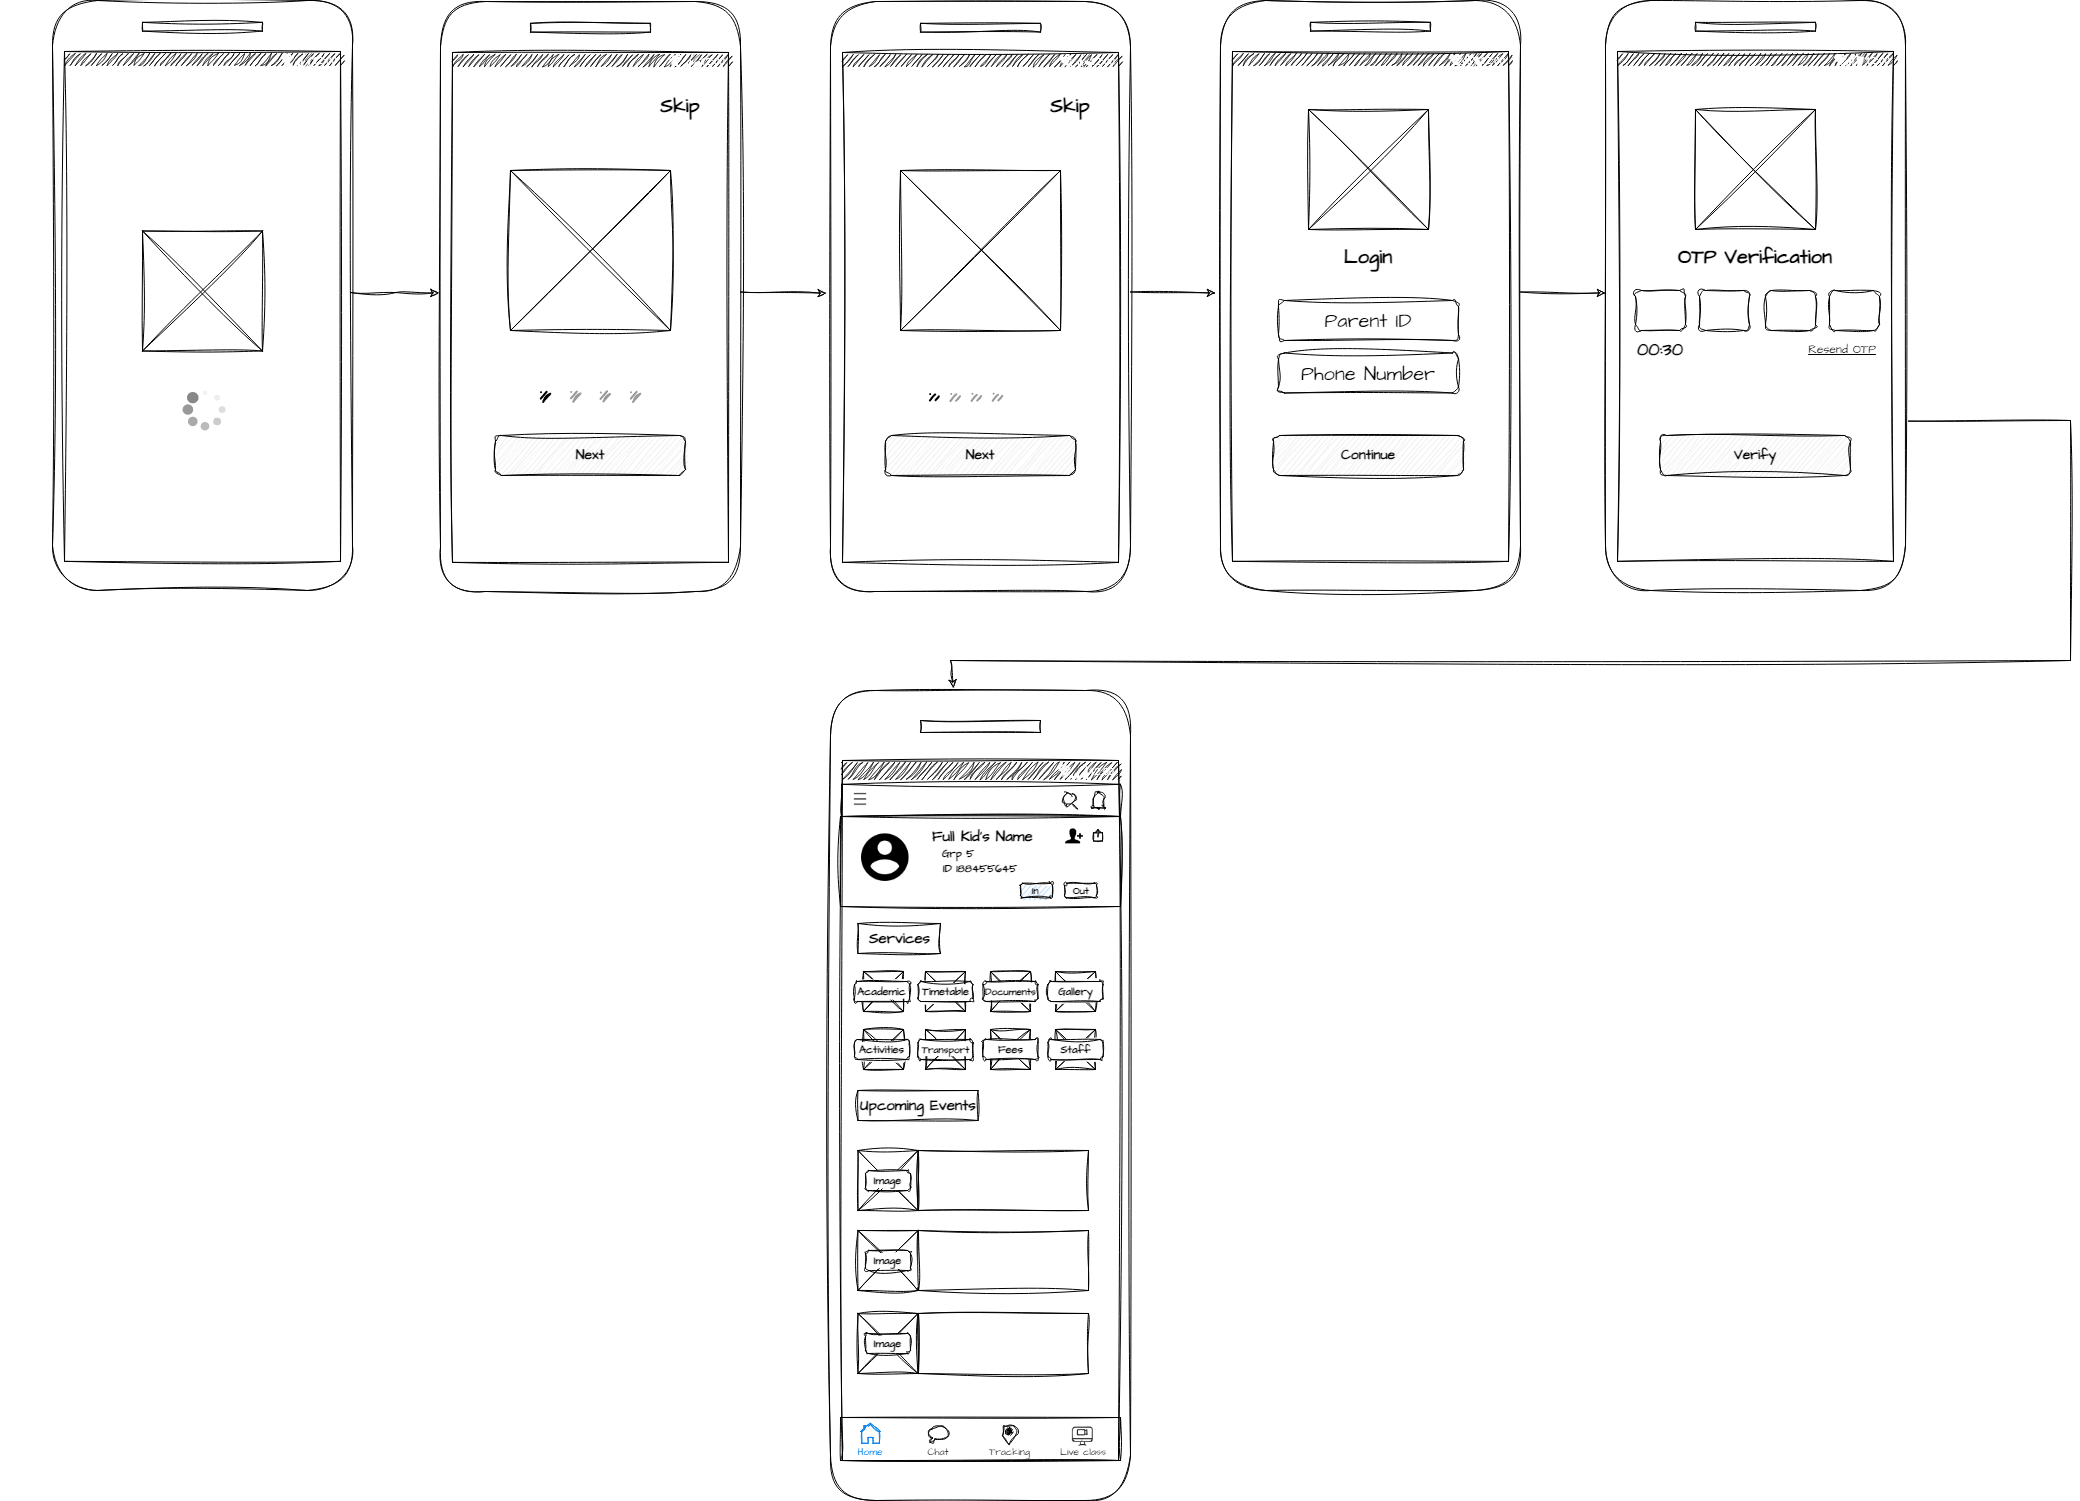 Skip
Next
Skip
Next
Login
Parent ID
Phone Number
Continue
OTP Verification
00:30
Resend OTP
Verify
Full Kid's Name
Grp 5
ID 188455645
In
Out
Services
Academic
Timetable
Documents
Gallery
Activities
Transport
Fees
Staff
Upcoming Events
Image
Image
Image
Home
Chat
Tracking
Live class